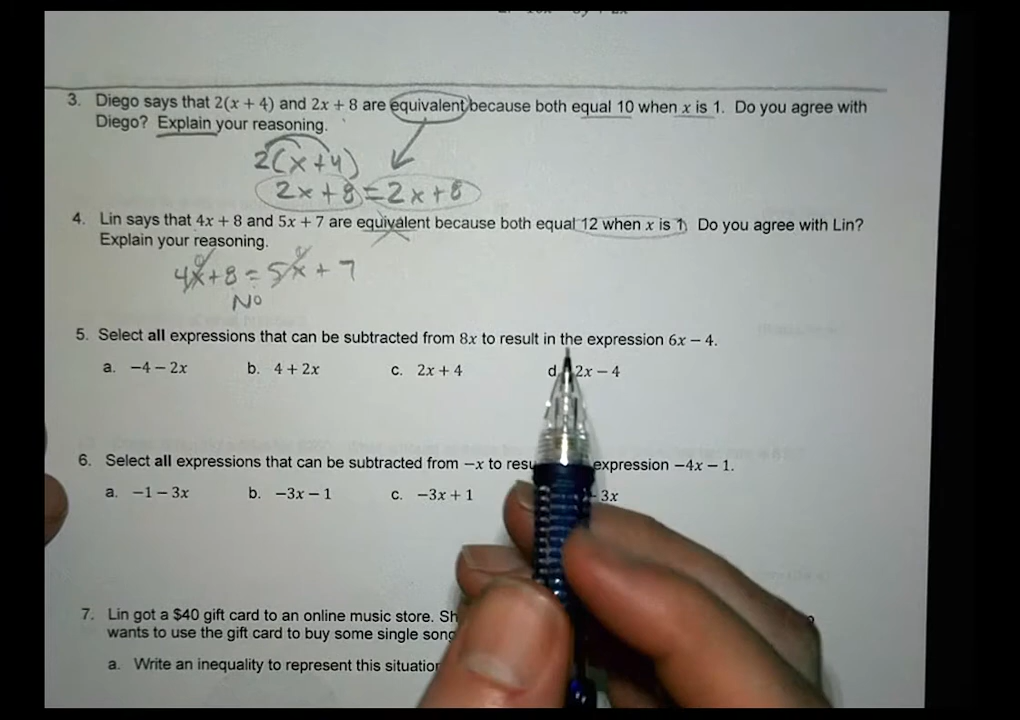 3. Diego says that 2(x + 4) and 2x + 8 are equivalent because both equal 10 when x is 1. Do you agree with
Diego? Explain your reasoning.
2(x+4)
2x+8=2x+8
4. Lin says that 4x + 8 and 5x + 7 are equivalent because both equal 12 when x is 1. Do you agree with Lin?
Explain your reasoning.
4x+8=5x+7
No
5. Select all expressions that can be subtracted from 8x to result in the expression 6x − 4.
a. −4 − 2x b. 4 + 2x c. 2x + 4 d 2x − 4
6. Select all expressions that can be subtracted from −x to expression −4x − 1.
a. −1 − 3x b. −3x − 1 c. −3x + 1 3x
7. Lin got a $40 gift card to an online music store.
wants to use the gift card to buy some single
a. Write an inequality to represent this